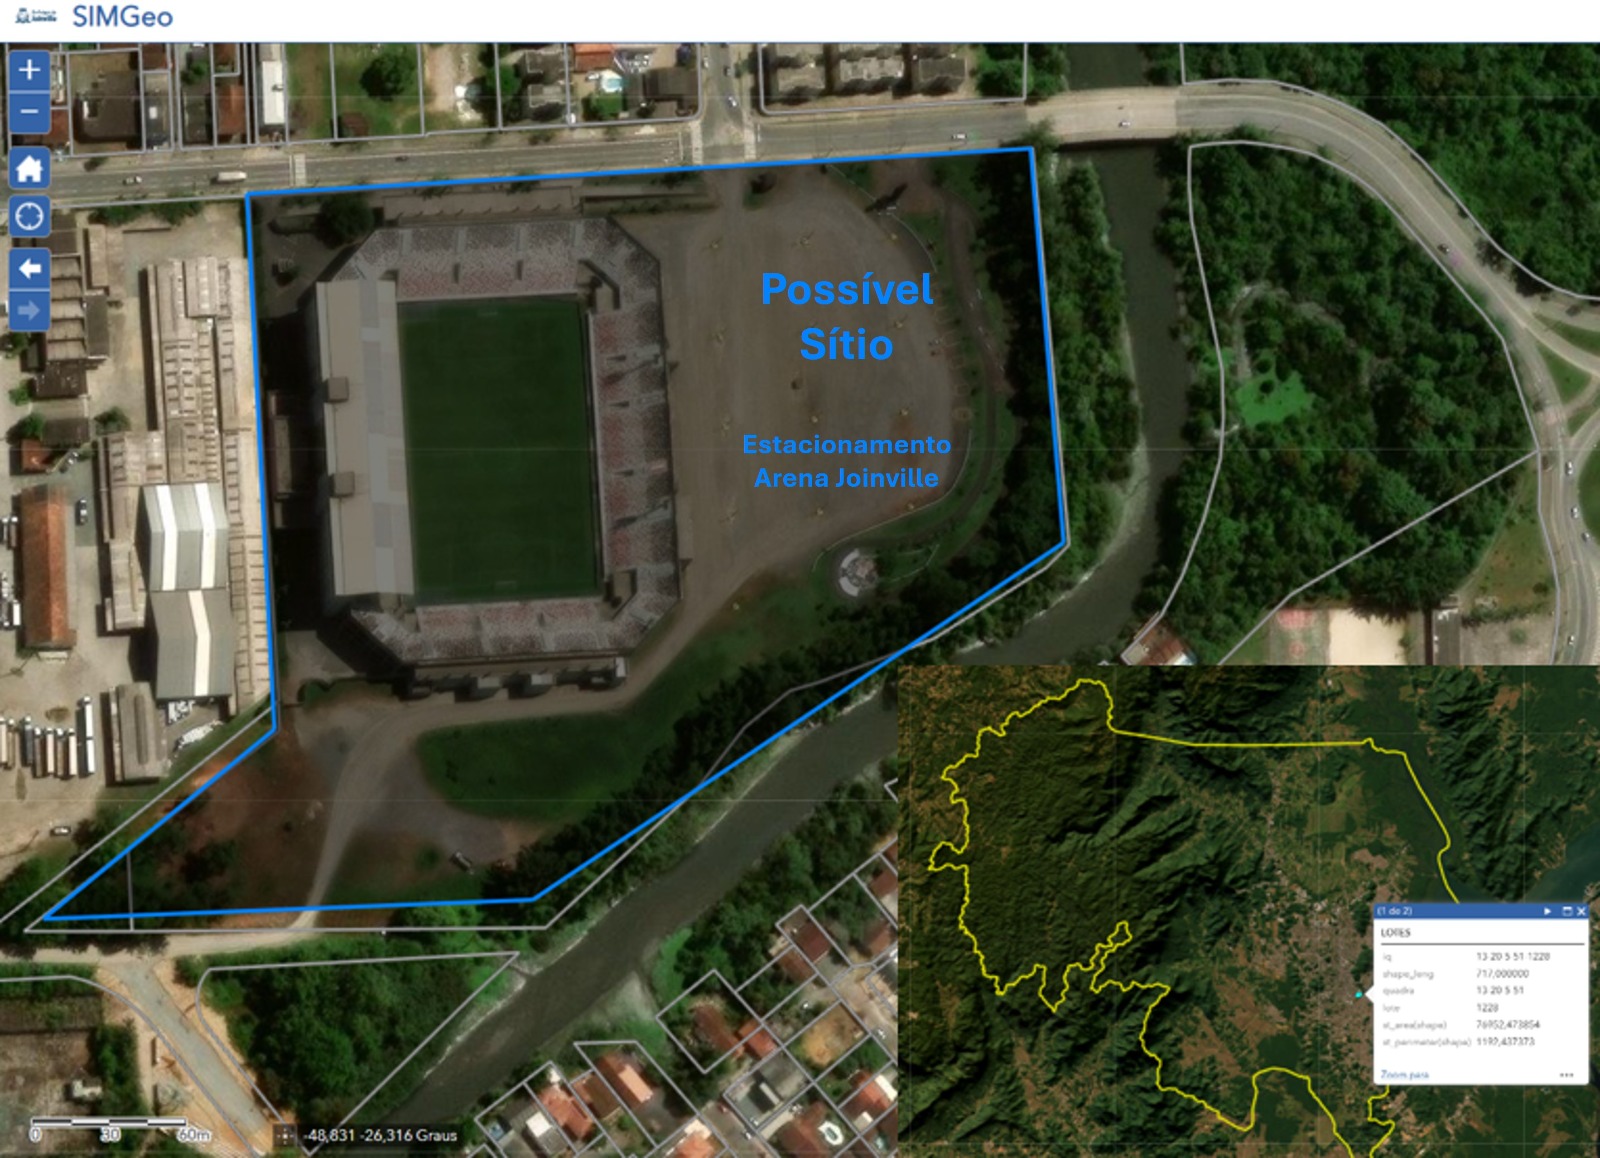 Joinville
SIMGeo
+
−
Possível
Sítio
Estacionamento
Arena Joinville
(1 de 2)
LOTES
iq 13 20 5 51 1228
shape_leng 717,000000
quadra 13 20 5 51
lote 1228
st_area(shape) 76952,473854
st_perimeter(shape) 1192,437373
Zoom para
•••
0 30 60m
-48,831 -26,316 Graus